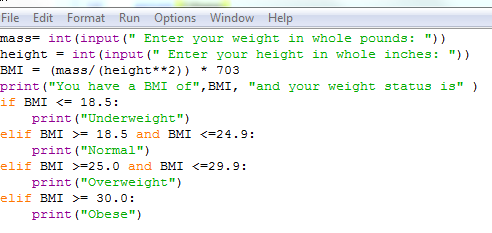 File Edit Format Run Options Window Help
mass= int(input(" Enter your weight in whole pounds: "))
height = int(input(" Enter your height in whole inches: "))
BMI = (mass/(height**2)) * 703
print("You have a BMI of",BMI, "and your weight status is" )
if BMI <= 18.5:
    print("Underweight")
elif BMI >= 18.5 and BMI <=24.9:
    print("Normal")
elif BMI >=25.0 and BMI <=29.9:
    print("Overweight")
elif BMI >= 30.0:
    print("Obese")